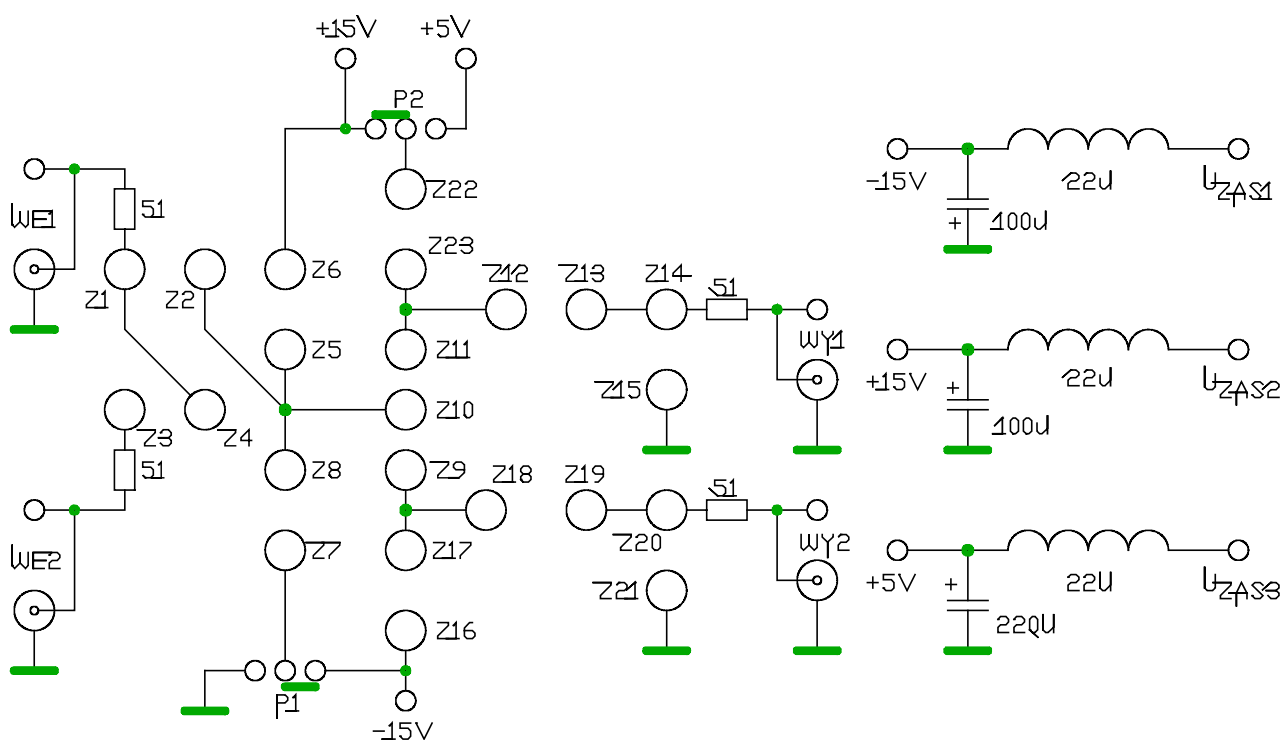 +15V
+5V
P2
Z22
WE1
51
Z1
Z2
Z6
Z23
Z12
Z13
Z14
51
WY1
Z5
Z11
Z15
Z3
Z4
Z10
51
Z8
Z9
Z18
Z19
51
WY2
WE2
Z7
Z17
Z20
Z21
Z16
P1
-15V
-15V
22u
UZAS1
+
100u
+15V
22u
UZAS2
+
100u
+5V
22u
UZAS3
+
220u